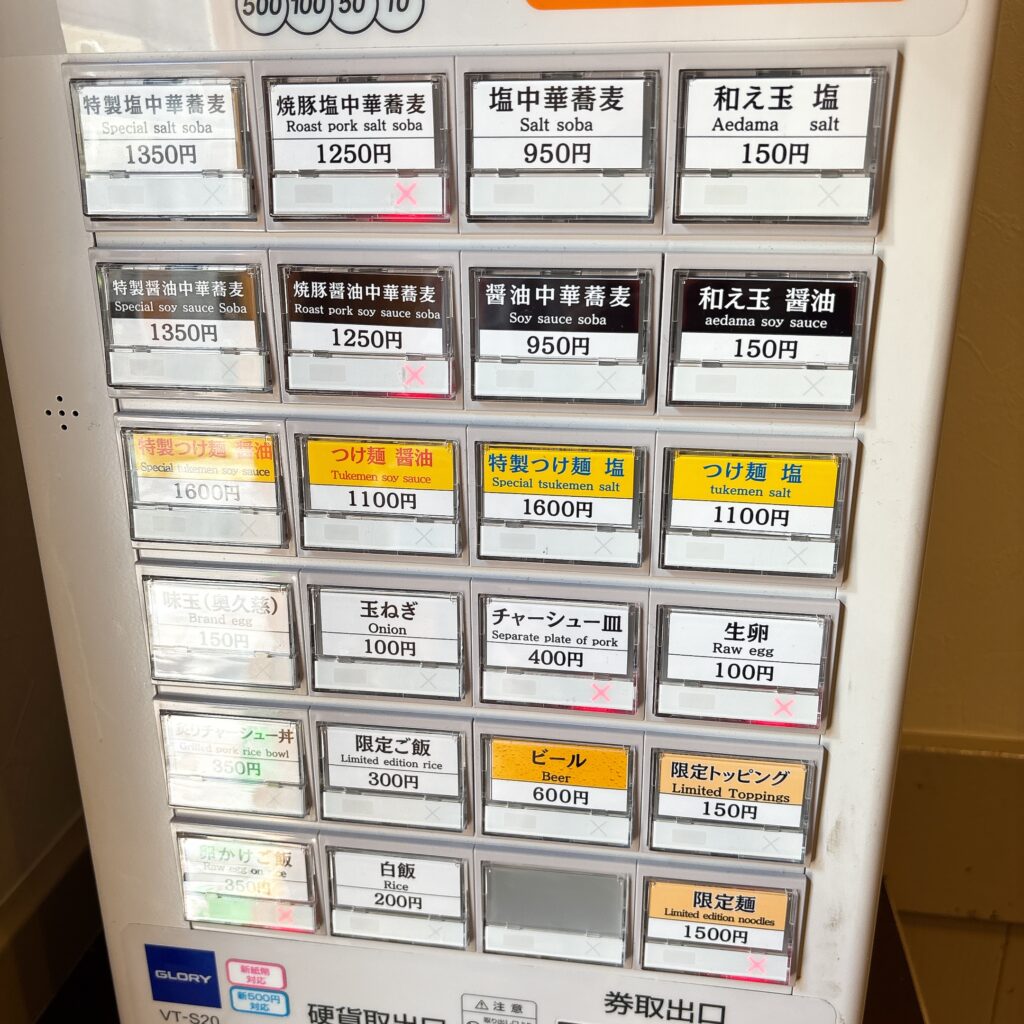 500 100 50 10
特製塩中華蕎麦
Special salt soba
1350円
焼豚塩中華蕎麦
Roast pork salt soba
1250円
塩中華蕎麦
Salt soba
950円
和え玉 塩
Aedama salt
150円
特製醤油中華蕎麦
Special soy sauce Soba
1350円
焼豚醤油中華蕎麦
Roast pork soy sauce soba
1250円
醤油中華蕎麦
Soy sauce soba
950円
和え玉 醤油
aedama soy sauce
150円
特製つけ麺 醤油
Special tukemen soy sauce
1600円
つけ麺 醤油
Tukemen soy sauce
1100円
特製つけ麺 塩
Special tsukemen salt
1600円
つけ麺 塩
tukemen salt
1100円
味玉(奥久慈)
Brand egg
150円
玉ねぎ
Onion
100円
チャーシュー皿
Separate plate of pork
400円
生卵
Raw egg
100円
炙りチャーシュー丼
Grilled pork rice bowl
350円
限定ご飯
Limited edition rice
300円
ビール
Beer
600円
限定トッピング
Limited Toppings
150円
卵かけご飯
Raw egg on rice
350円
白飯
Rice
200円
限定麺
Limited edition noodles
1500円
GLORY
新紙幣
対応
新500円
対応
VT-S20
硬貨取出口
注意
券取出口